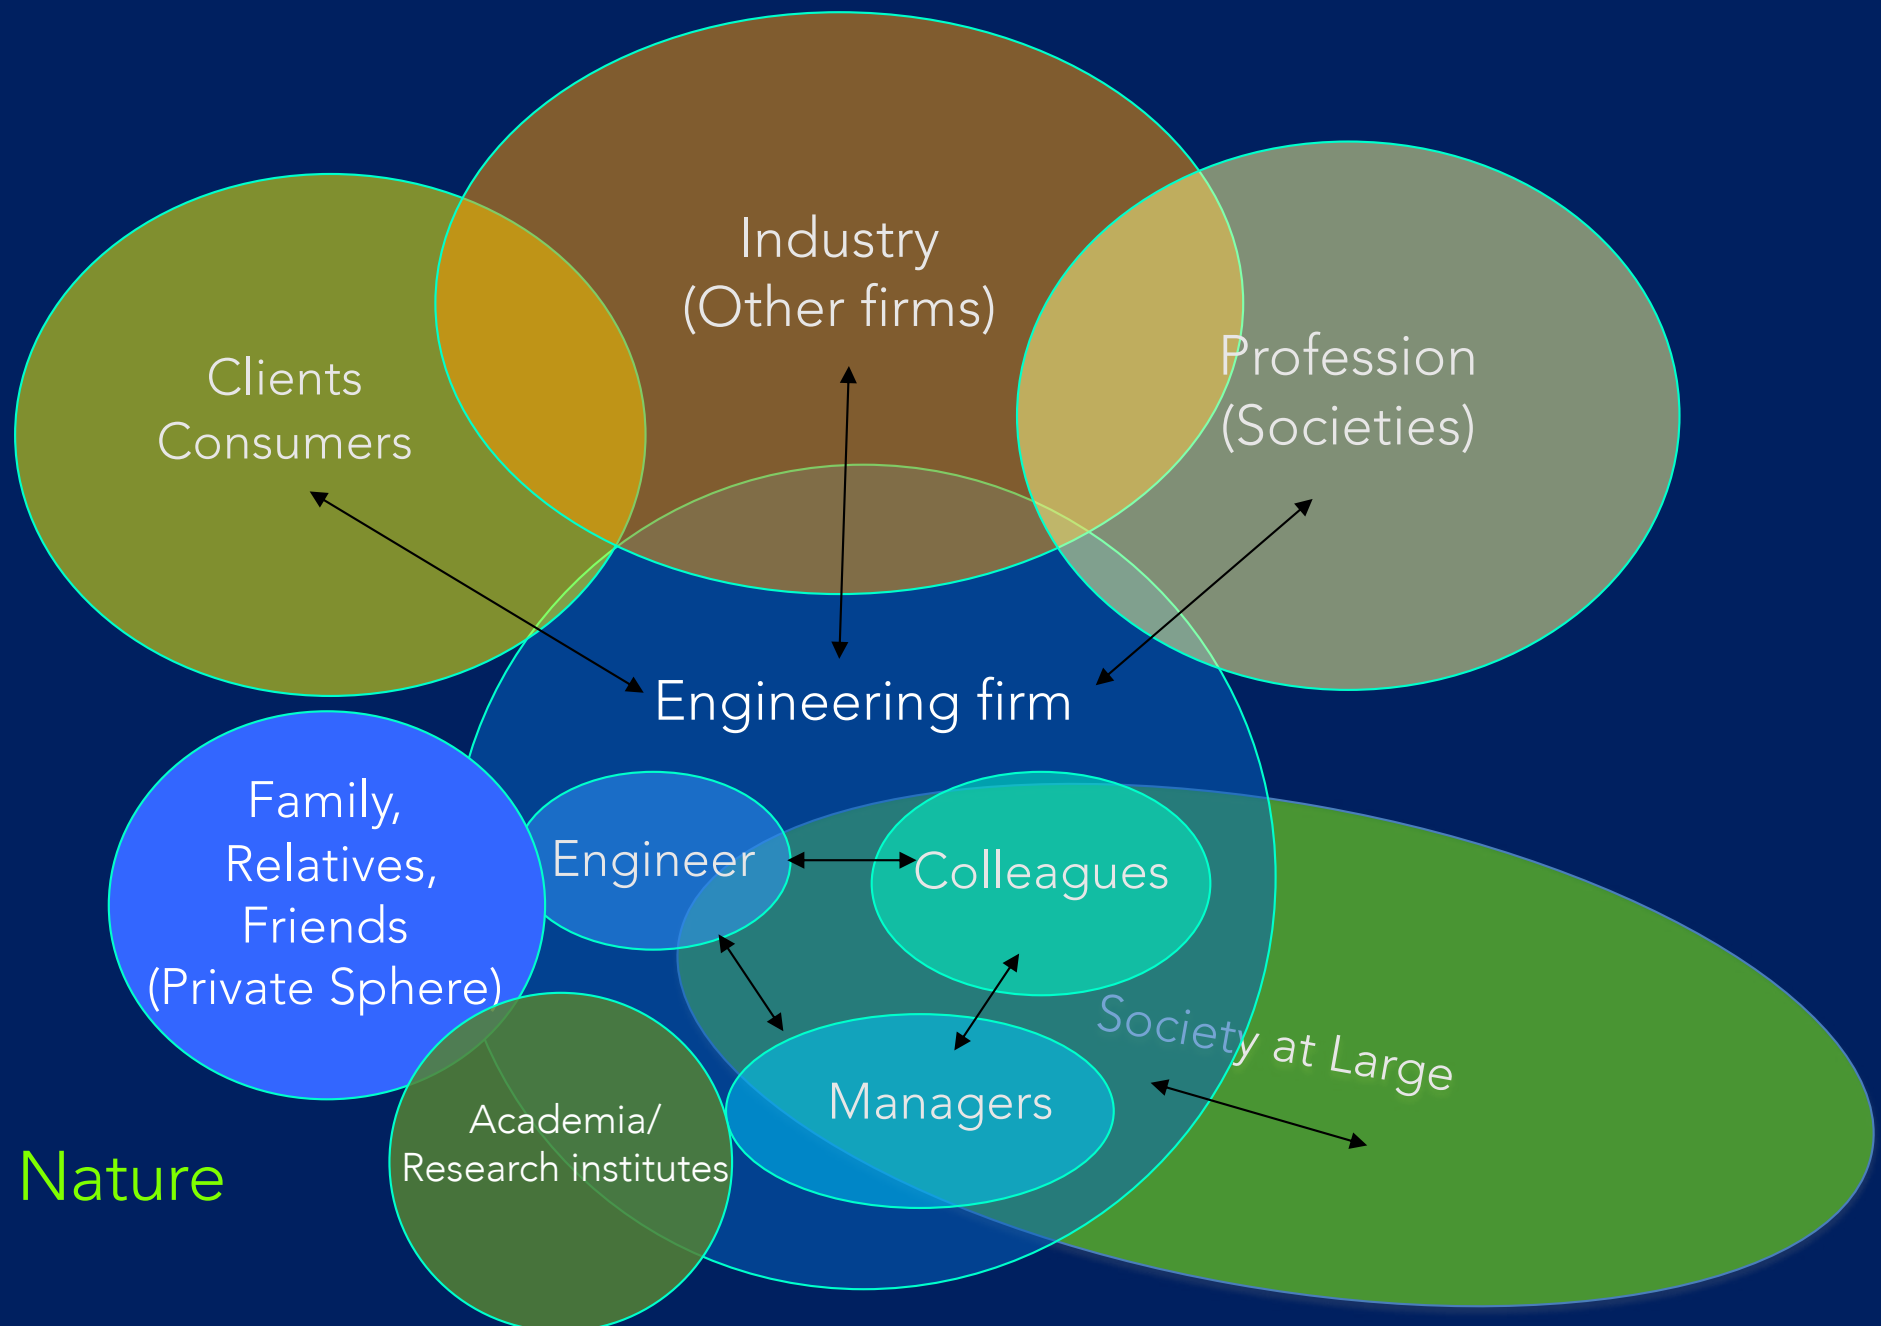 Industry
(Other firms)
Clients
Consumers
Profession
(Societies)
Engineering firm
Family,
Relatives,
Friends
(Private Sphere)
Engineer
Colleagues
Society at Large
Managers
Academia/
Research institutes
Nature